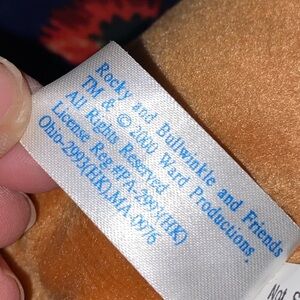 Rocky and Bullwinkle and Friends
TM & © 2000 Ward Productions.
All Rights Reserved
License Reg#PA-2993(HK)
Ohio-2993(HK),MA-0976
Not